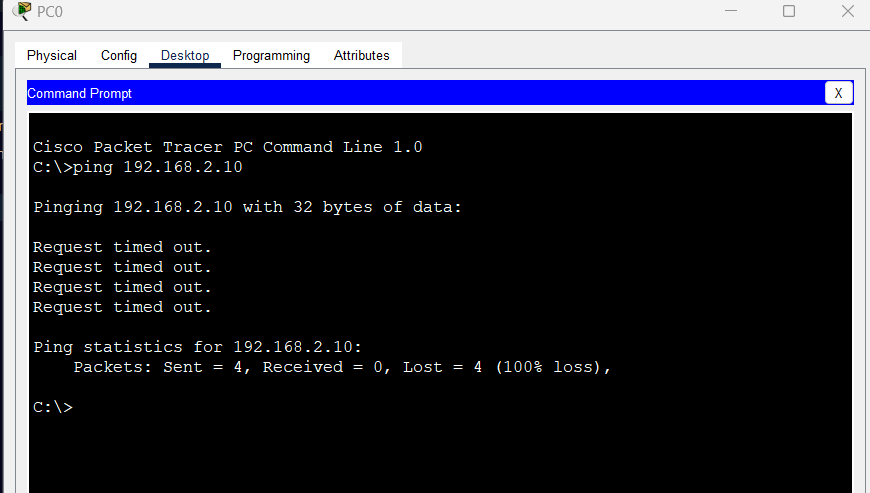 PC0
Physical Config Desktop Programming Attributes
Command Prompt X
Cisco Packet Tracer PC Command Line 1.0
C:\>ping 192.168.2.10
Pinging 192.168.2.10 with 32 bytes of data:
Request timed out.
Request timed out.
Request timed out.
Request timed out.
Ping statistics for 192.168.2.10:
    Packets: Sent = 4, Received = 0, Lost = 4 (100% loss),
C:\>